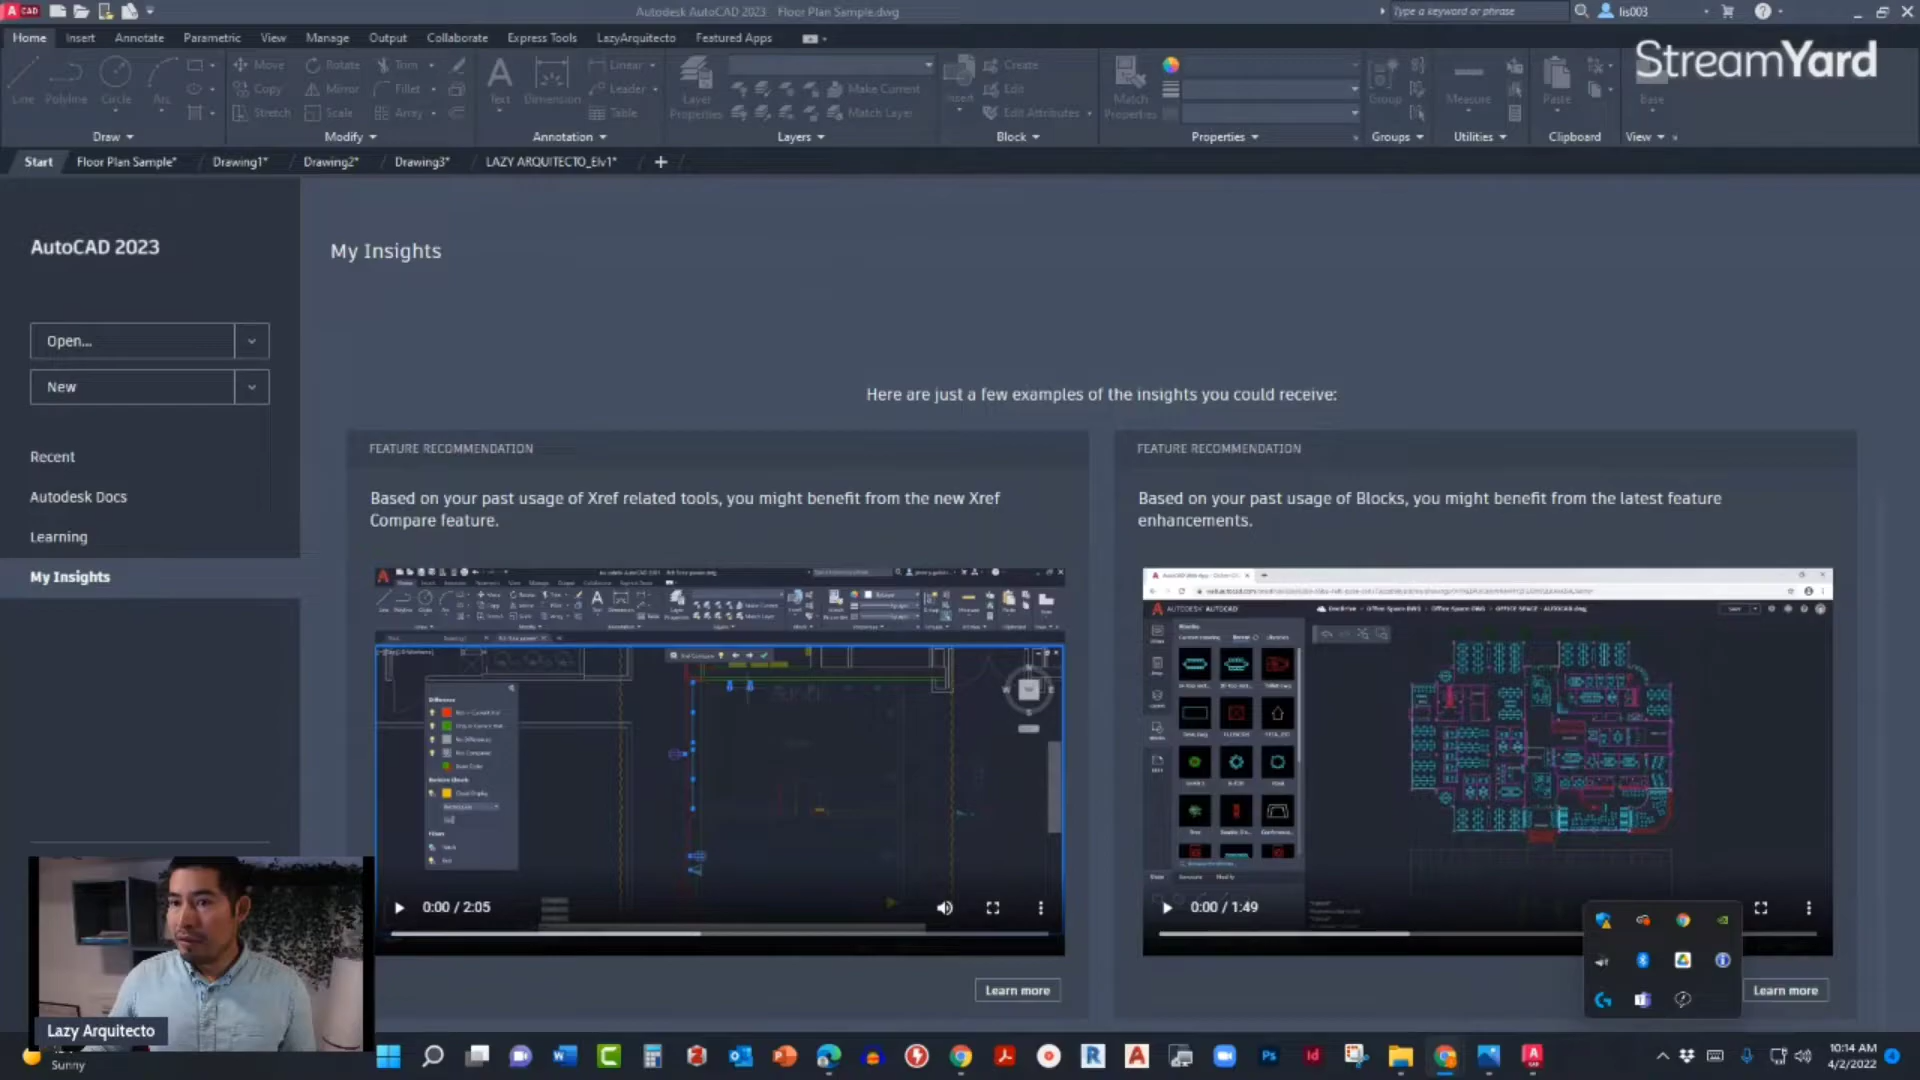 CAD
Autodesk AutoCAD 2023 Floor Plan Sample.dwg
Type a keyword or phrase
lis003
Home Insert Annotate Parametric View Manage Output Collaborate Express Tools LazyArquitecto Featured Apps
StreamYard
Move Rotate Trim Linear Create
Copy Mirror Fillet Leader Make Current Edit
Stretch Scale Array Table Match Layer Edit Attributes
Line Polyline Circle Arc Text Dimension Layer Properties Insert Match Properties Group Measure Paste Base
Draw Modify Annotation Layers Block Properties Groups Utilities Clipboard View
Start Floor Plan Sample* Drawing1* Drawing2* Drawing3* LAZY ARQUITECTO_Elv1*
AutoCAD 2023
Open...
New
Recent
Autodesk Docs
Learning
My Insights
My Insights
Here are just a few examples of the insights you could receive:
FEATURE RECOMMENDATION
Based on your past usage of Xref related tools, you might benefit from the new Xref
Compare feature.
0:00 / 2:05
Learn more
FEATURE RECOMMENDATION
Based on your past usage of Blocks, you might benefit from the latest feature
enhancements.
AUTODESK AUTOCAD
0:00 / 1:49
Learn more
Lazy Arquitecto
Sunny
10:14 AM
4/2/2022